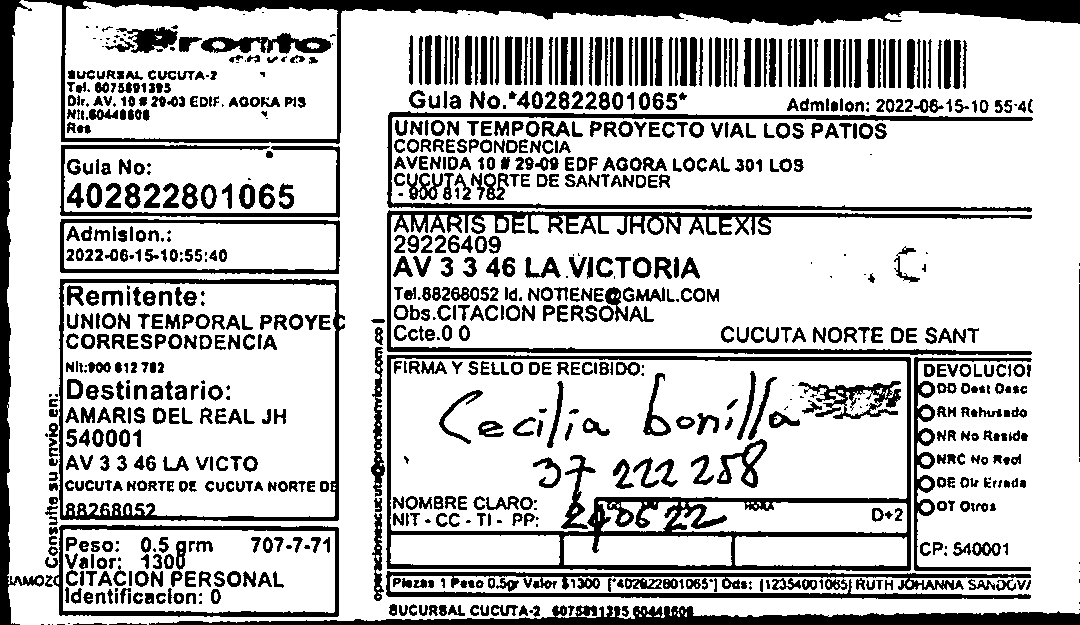 Pronto
envios
SUCURSAL CUCUTA-2
Tel. 6075891395
Dir. AV. 10 # 29-03 EDIF. AGORA PIS
Nit.60448606
Res
Guia No:
402822801065
Admision.:
2022-06-15-10:55:40
Remitente:
UNION TEMPORAL PROYEC
CORRESPONDENCIA
Nit:900 812 782
Destinatario:
AMARIS DEL REAL JH
540001
AV 3 3 46 LA VICTO
CUCUTA NORTE DE CUCUTA NORTE DE
88268052
Peso: 0.5 grm 707-7-71
Valor: 1300
CITACION PERSONAL
Identificacion: 0
Consulte su envio en:
operacionescucuta@prontoenvios.com.co
Guia No.*402822801065*
Admision: 2022-06-15-10 55:40
UNION TEMPORAL PROYECTO VIAL LOS PATIOS
CORRESPONDENCIA
AVENIDA 10 # 29-09 EDF AGORA LOCAL 301 LOS
CUCUTA NORTE DE SANTANDER
- 900 812 782
AMARIS DEL REAL JHON ALEXIS
29226409
AV 3 3 46 LA VICTORIA
Tel.88268052 Id. NOTIENE@GMAIL.COM
Obs.CITACION PERSONAL
Ccte.0 0 CUCUTA NORTE DE SANT
FIRMA Y SELLO DE RECIBIDO:
Cecilia bonilla
37 222 258
NOMBRE CLARO:
NIT - CC - TI - PP:
240622
HORA
D+2
DEVOLUCIO
DD Dest Desc
RH Rehusado
NR No Reside
NRC No Recl
DE Dir Errada
OT Otros
CP: 540001
Piezas 1 Peso 0.5gr Valor $1300 [*402822801065*] Ods: [12354001065] RUTH JOHANNA SANDOVA
SUCURSAL CUCUTA-2 6075891395 60448606